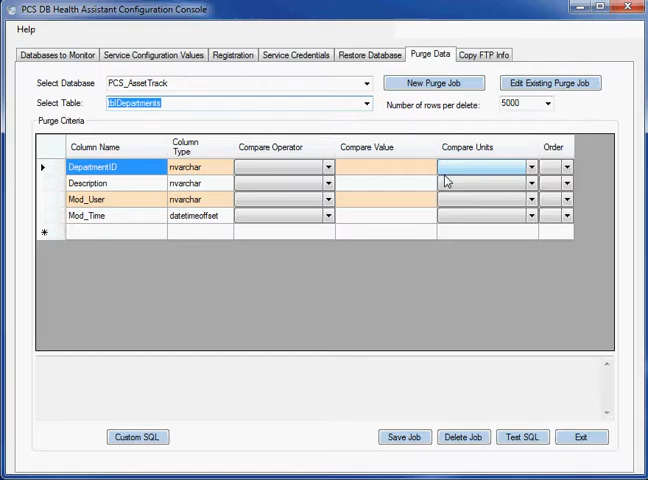 PCS DB Health Assistant Configuration Console
Help
Databases to Monitor Service Configuration Values Registration Service Credentials Restore Database Purge Data Copy FTP Info
Select Database PCS_AssetTrack New Purge Job Edit Existing Purge Job
Select Table: tblDepartments Number of rows per delete: 5000
Purge Criteria
Column Name Column Type Compare Operator Compare Value Compare Units Order
DepartmentID nvarchar
Description nvarchar
Mod_User nvarchar
Mod_Time datetimeoffset
Custom SQL Save Job Delete Job Test SQL Exit